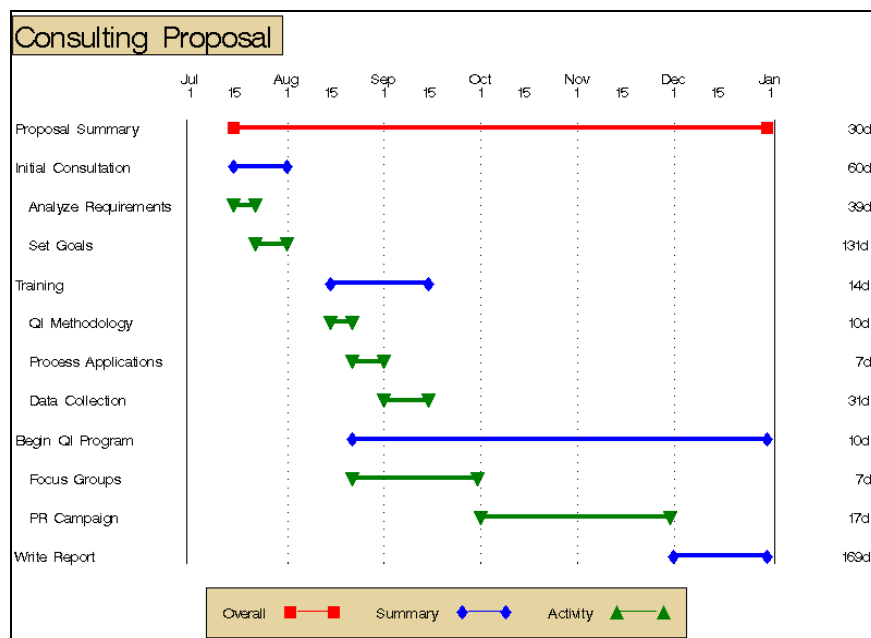 Consulting Proposal
Jul Aug Sep Oct Nov Dec Jan
1 15 1 15 1 15 1 15 1 15 1 15 1
Proposal Summary 30d
Initial Consultation 60d
Analyze Requirements 39d
Set Goals 131d
Training 14d
QI Methodology 10d
Process Applications 7d
Data Collection 31d
Begin QI Program 10d
Focus Groups 7d
PR Campaign 17d
Write Report 169d
Overall Summary Activity